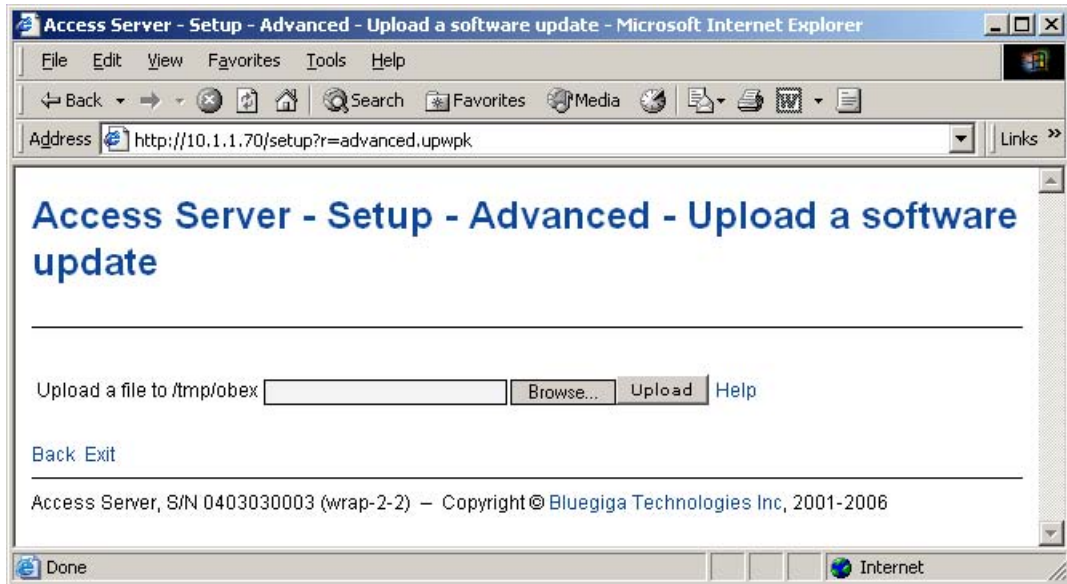 Access Server - Setup - Advanced - Upload a software update - Microsoft Internet Explorer
File Edit View Favorites Tools Help
Back Search Favorites Media
Address http://10.1.1.70/setup?r=advanced.upwpk Links »
Access Server - Setup - Advanced - Upload a software
update
Upload a file to /tmp/obex Browse... Upload Help
Back Exit
Access Server, S/N 0403030003 (wrap-2-2) – Copyright © Bluegiga Technologies Inc, 2001-2006
Done Internet